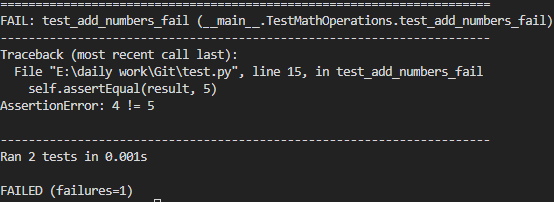 ======================================================================
FAIL: test_add_numbers_fail (__main__.TestMathOperations.test_add_numbers_fail)
----------------------------------------------------------------------
Traceback (most recent call last):
  File "E:\daily work\Git\test.py", line 15, in test_add_numbers_fail
    self.assertEqual(result, 5)
AssertionError: 4 != 5

----------------------------------------------------------------------
Ran 2 tests in 0.001s

FAILED (failures=1)